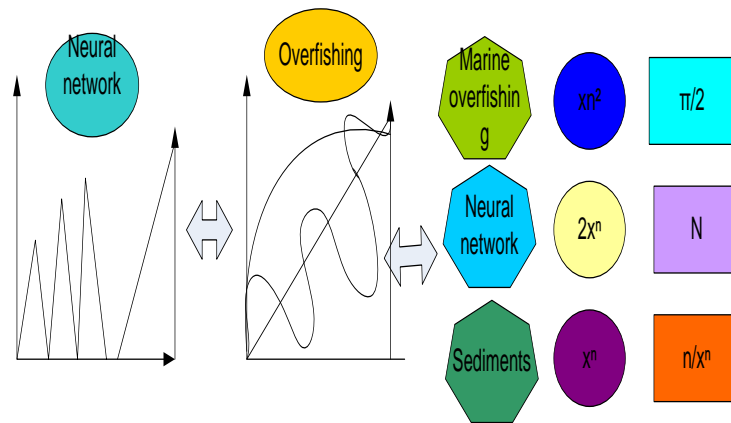 Neural
network
Overfishing
Marine
overfishin
g
xn²
π/2
Neural
network
2xⁿ
N
Sediments
xⁿ
n/xⁿ